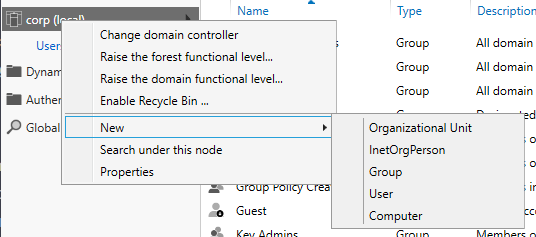 Name
Type
Description
corp (local)
Users
Dynam
Authen
Global
Change domain controller
Raise the forest functional level...
Raise the domain functional level...
Enable Recycle Bin ...
New
Search under this node
Properties
Organizational Unit
InetOrgPerson
Group
User
Computer
Group
All domain
Group
All domain
Group
All domain
Group Policy Crea
Guest
Key Admins
Group
Members o